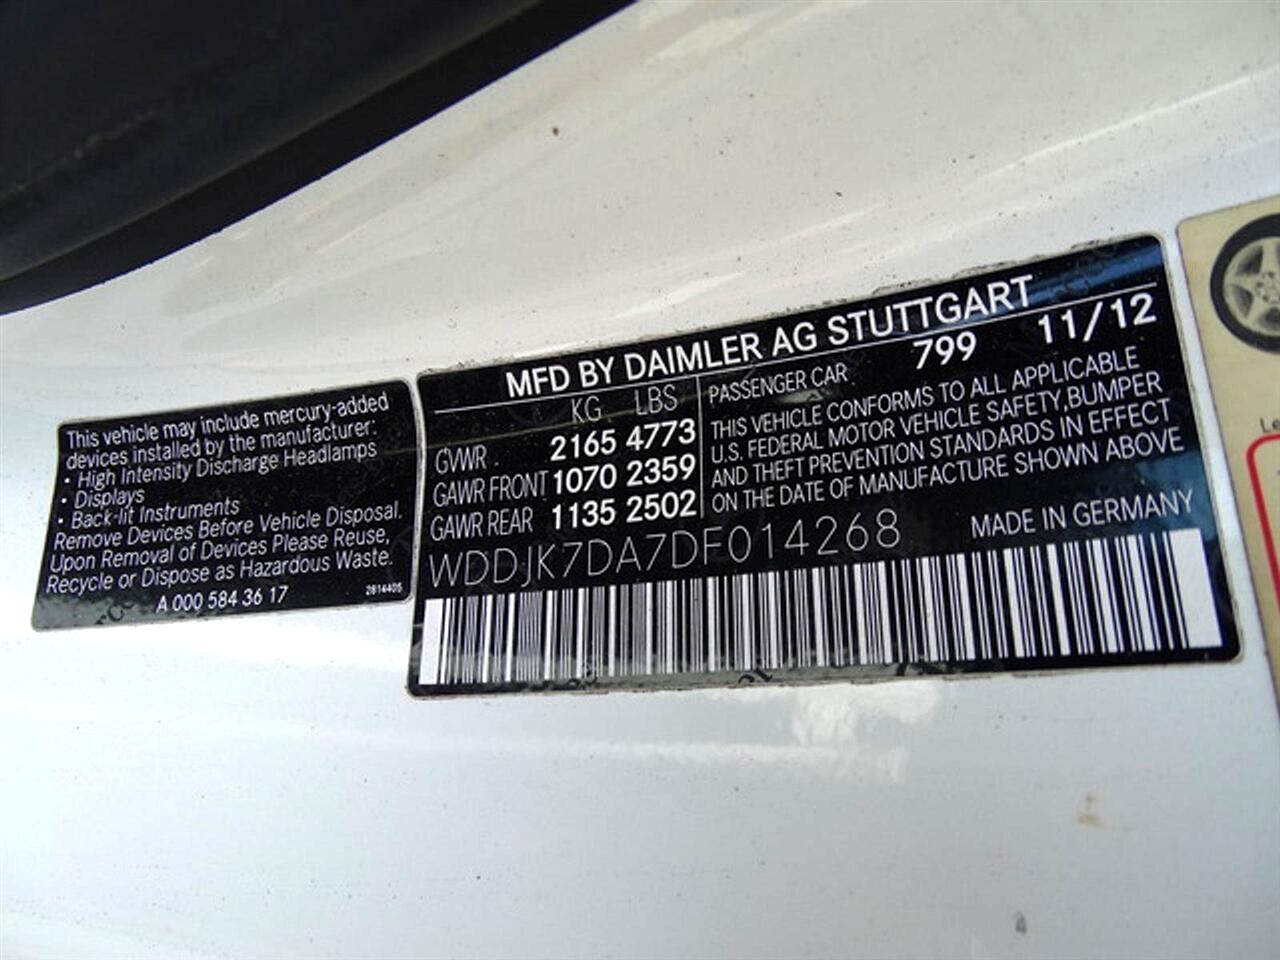 This vehicle may include mercury-added
devices installed by the manufacturer:
• High Intensity Discharge Headlamps
• Displays
• Back-lit Instruments
Remove Devices Before Vehicle Disposal.
Upon Removal of Devices Please Reuse,
Recycle or Dispose as Hazardous Waste.
A 000 584 36 17
2814405
MFD BY DAIMLER AG STUTTGART
KG LBS
GVWR 2165 4773
GAWR FRONT 1070 2359
GAWR REAR 1135 2502
PASSENGER CAR 799 11/12
THIS VEHICLE CONFORMS TO ALL APPLICABLE
U.S. FEDERAL MOTOR VEHICLE SAFETY,BUMPER
AND THEFT PREVENTION STANDARDS IN EFFECT
ON THE DATE OF MANUFACTURE SHOWN ABOVE
WDDJK7DA7DF014268 MADE IN GERMANY